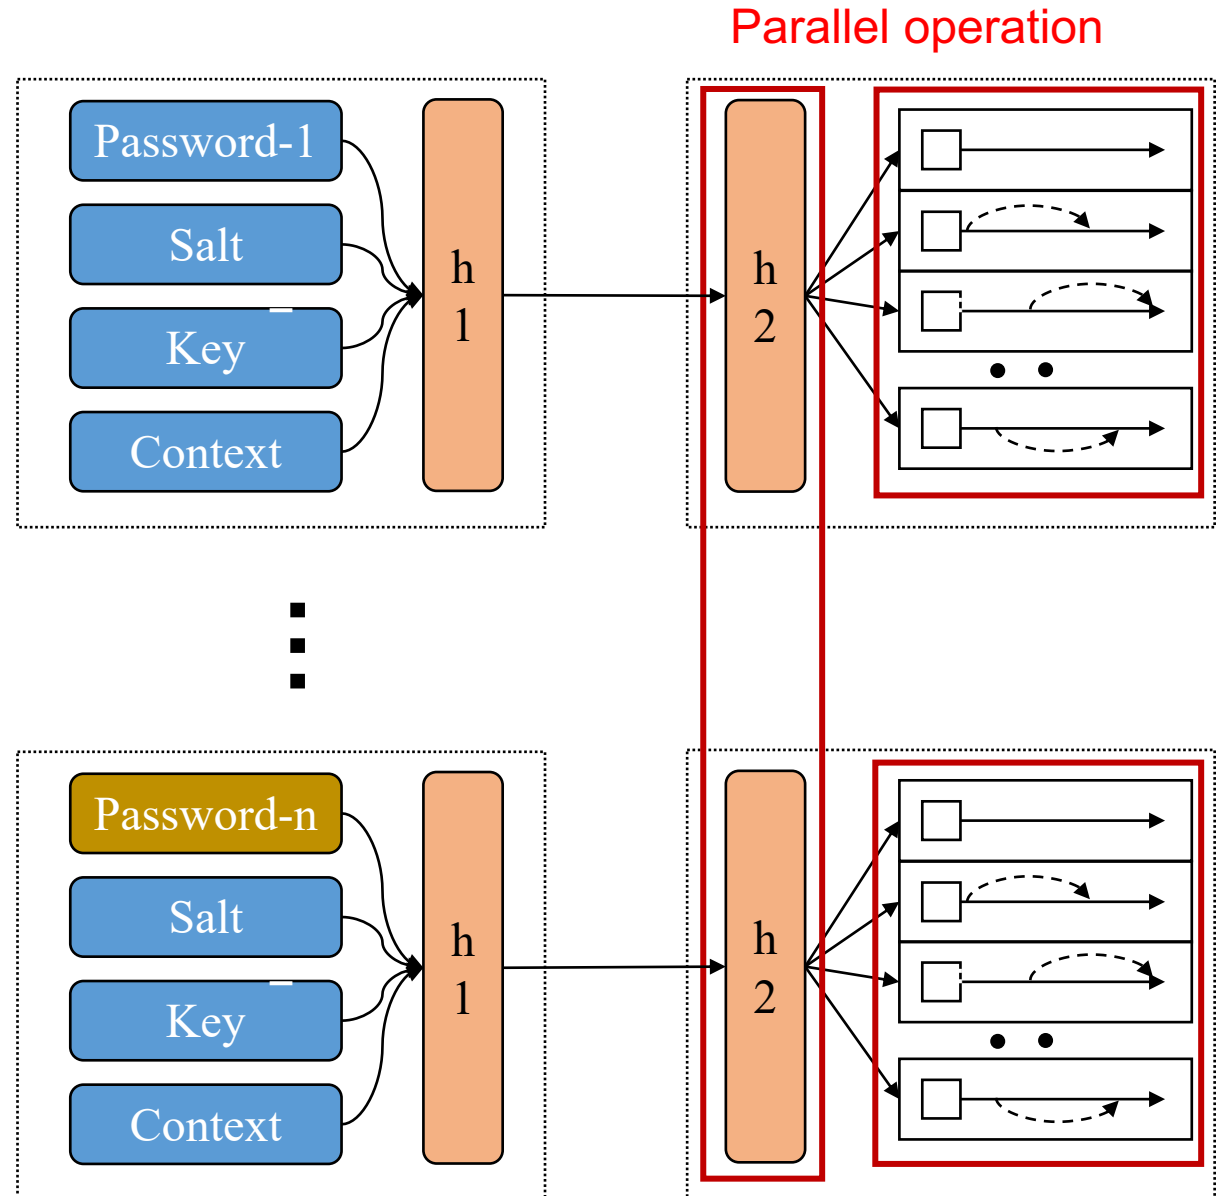 Parallel operation
Password-1
Salt
Key
Context
h
1
h
2
Password-n
Salt
Key
Context
h
1
h
2